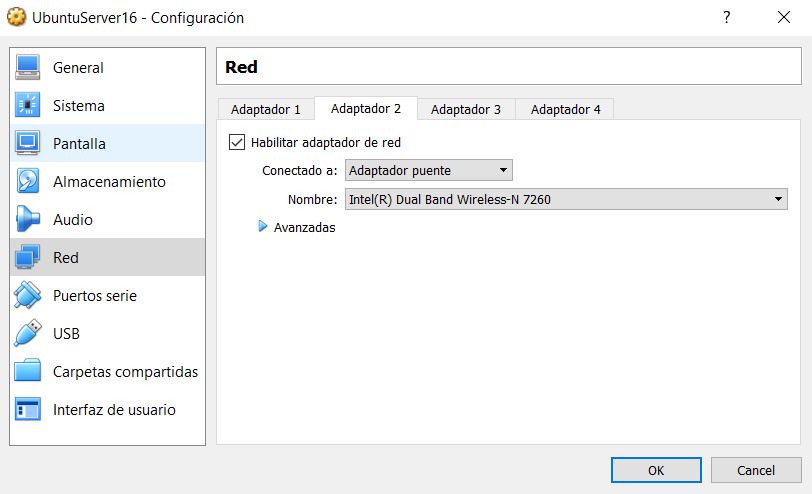 UbuntuServer16 - Configuración
?
General
Sistema
Pantalla
Almacenamiento
Audio
Red
Puertos serie
USB
Carpetas compartidas
Interfaz de usuario
Red
Adaptador 1 Adaptador 2 Adaptador 3 Adaptador 4
Habilitar adaptador de red
Conectado a: Adaptador puente
Nombre: Intel(R) Dual Band Wireless-N 7260
Avanzadas
OK Cancel